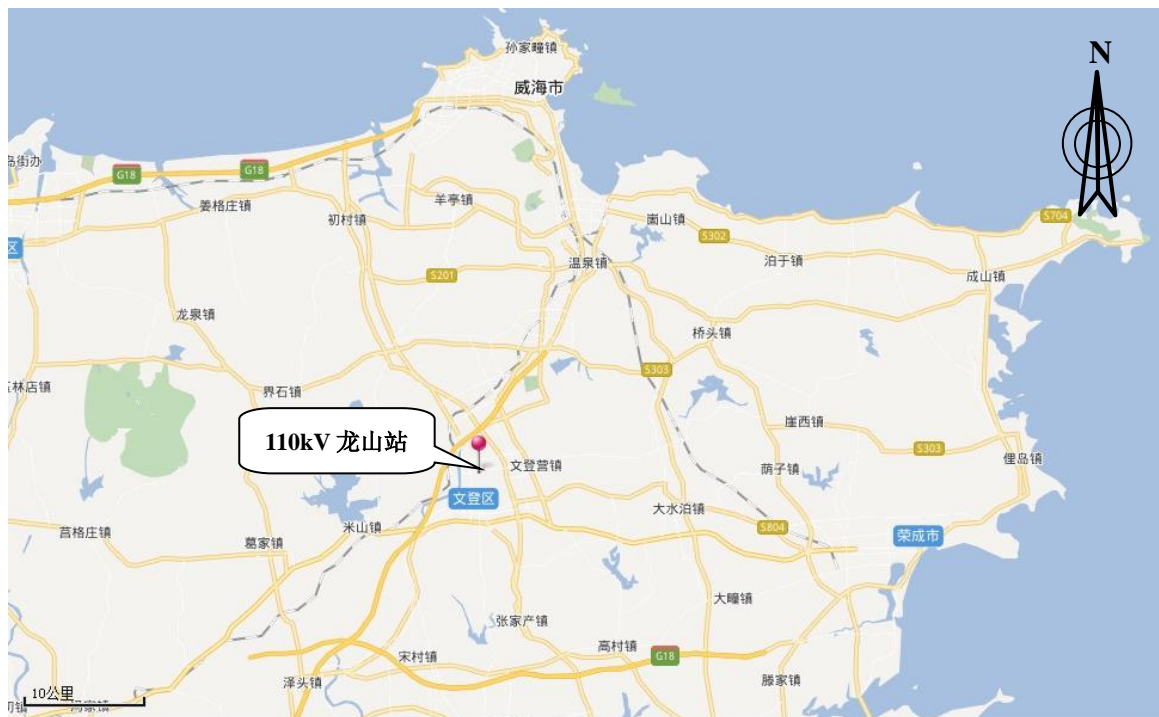 孙家疃镇
威海市
N
岛街办
G18
G18
姜格庄镇
初村镇
羊亭镇
崮山镇
S302
S704
区
S201
温泉镇
泊于镇
成山镇
龙泉镇
桥头镇
S303
界石镇
崖西镇
110kV 龙山站
文登营镇
S303
俚岛镇
荫子镇
文登区
大水泊镇
米山镇
S804
荣成市
莒格庄镇
葛家镇
大疃镇
张家产镇
高村镇
宋村镇
G18
泽头镇
滕家镇
10公里